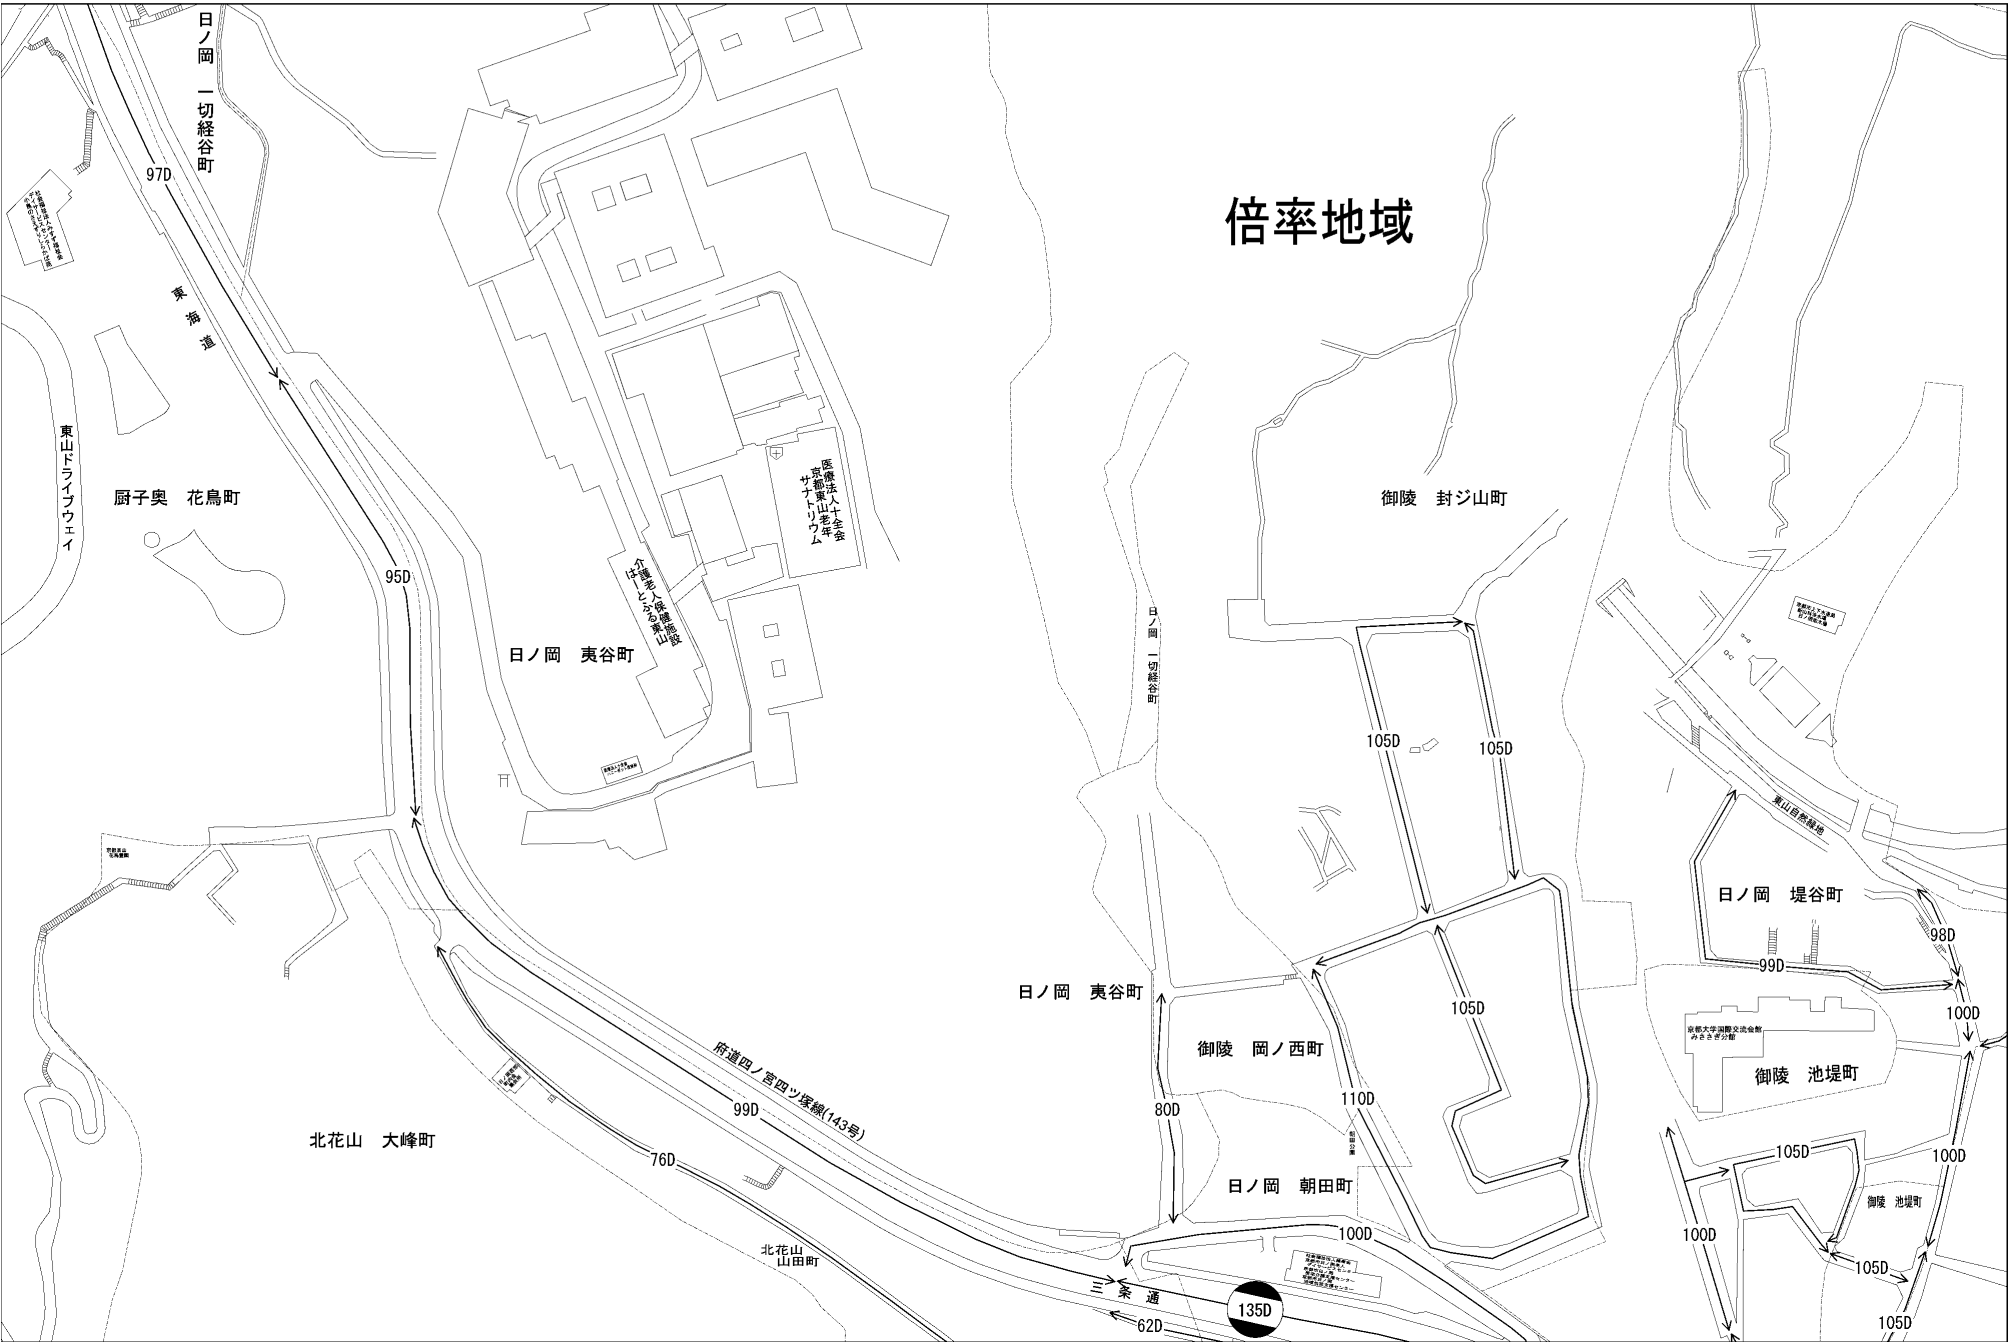 日ノ岡　一切経谷町
97D
東海道
倍率地域
東山ドライブウェイ
厨子奥　花鳥町
95D
医療法人十全会
京都東山老年
サナトリウム
介護老人保健施設
はーとふる東山
日ノ岡　夷谷町
御陵　封ジ山町
日ノ岡　一切経谷町
105D
105D
東山自然緑地
日ノ岡　堤谷町
98D
99D
100D
京都大学国際交流会館
みささぎ分館
御陵　池堤町
日ノ岡　夷谷町
105D
御陵　岡ノ西町
110D
80D
朝田公園
日ノ岡　朝田町
府道四ノ宮四ツ塚線(143号)
99D
76D
北花山　大峰町
北花山
山田町
105D
100D
御陵　池堤町
100D
105D
105D
100D
三条通
135D
62D